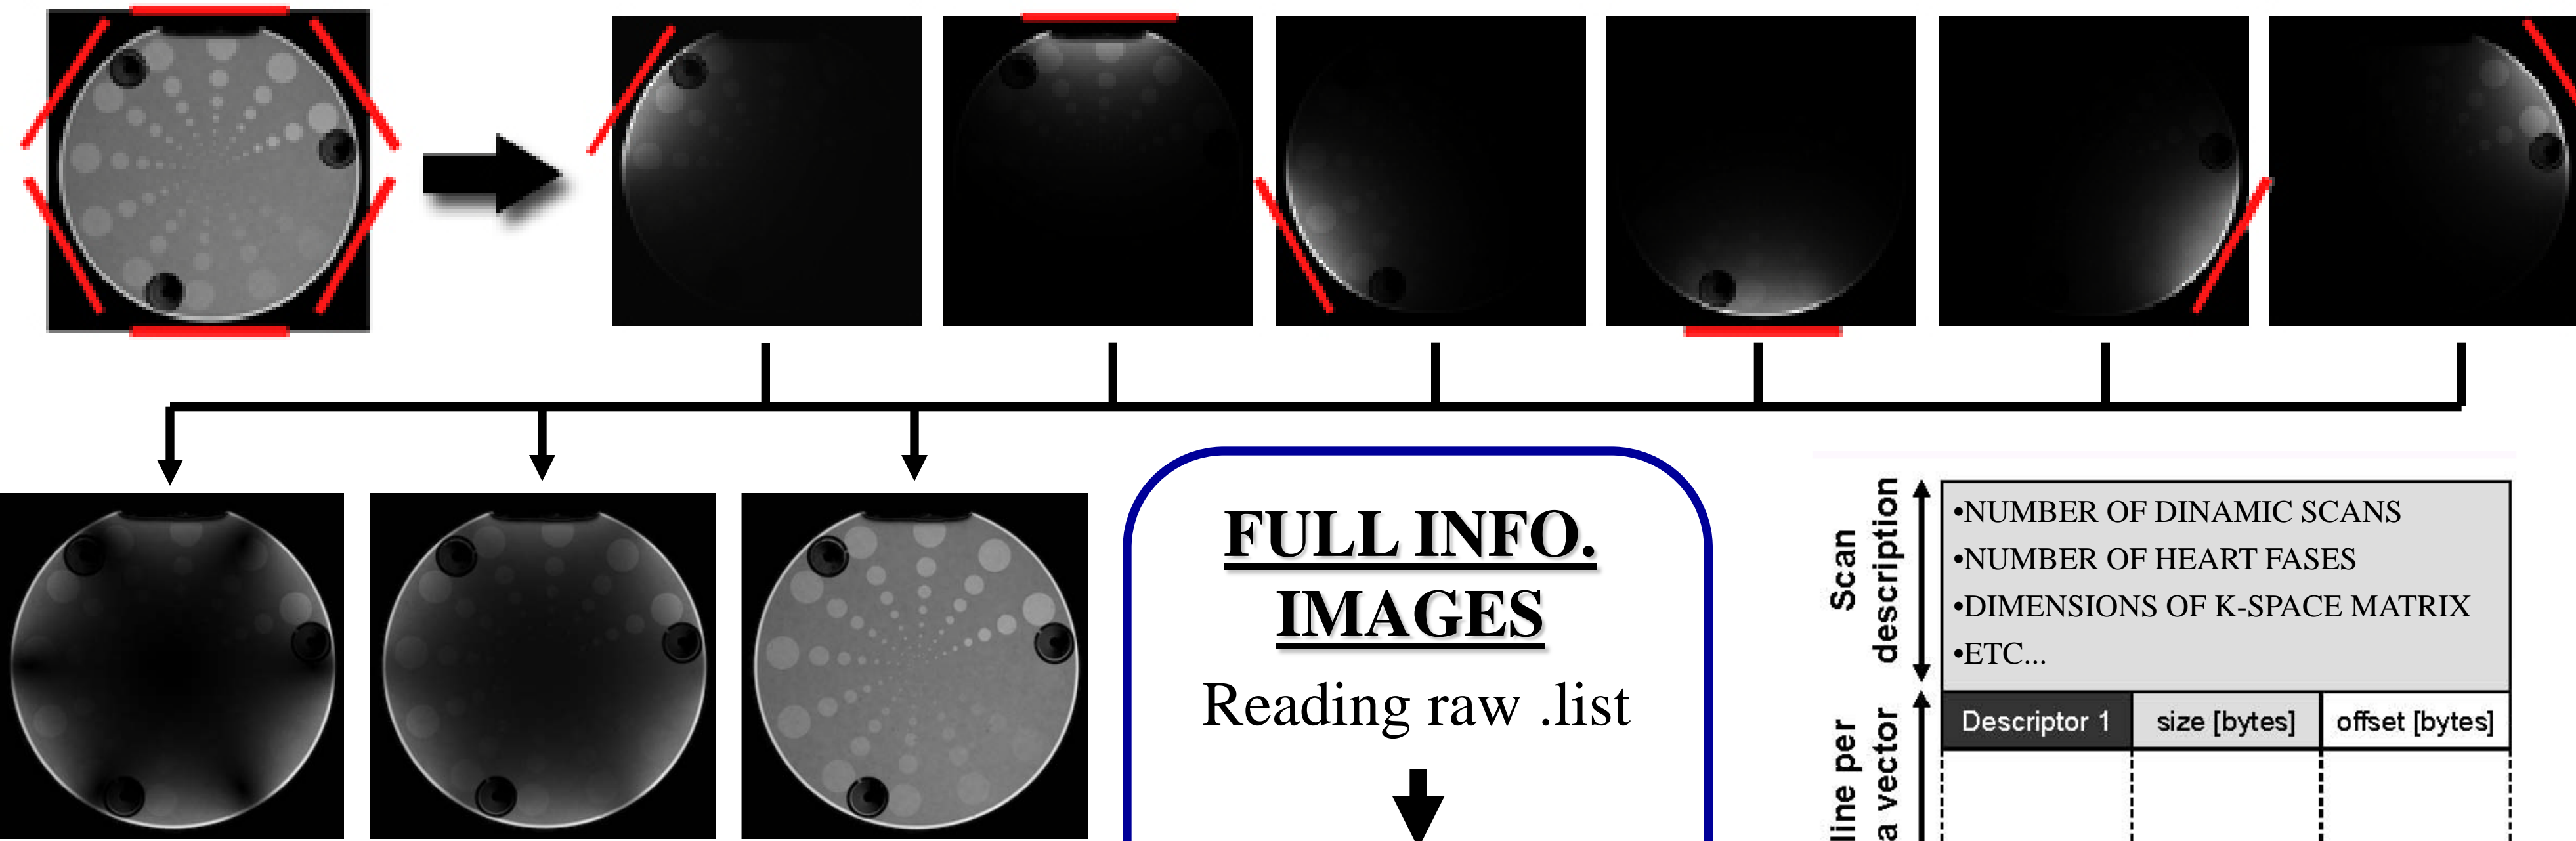 FULL INFO.
IMAGES
Reading raw .list
Scan
description
•NUMBER OF DINAMIC SCANS
•NUMBER OF HEART FASES
•DIMENSIONS OF K-SPACE MATRIX
•ETC...
line per
a vector
Descriptor 1 size [bytes] offset [bytes]